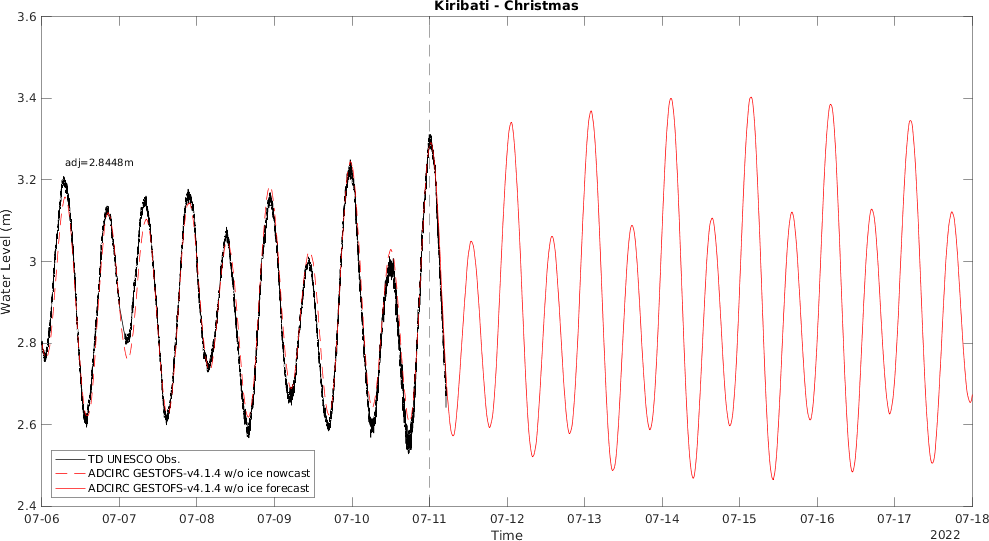 Kiribati - Christmas
3.6
3.4
3.2
3
2.8
2.6
2.4
Water Level (m)
adj=2.8448m
TD UNESCO Obs.
ADCIRC GESTOFS-v4.1.4 w/o ice nowcast
ADCIRC GESTOFS-v4.1.4 w/o ice forecast
07-06 07-07 07-08 07-09 07-10 07-11 07-12 07-13 07-14 07-15 07-16 07-17 07-18
Time
2022